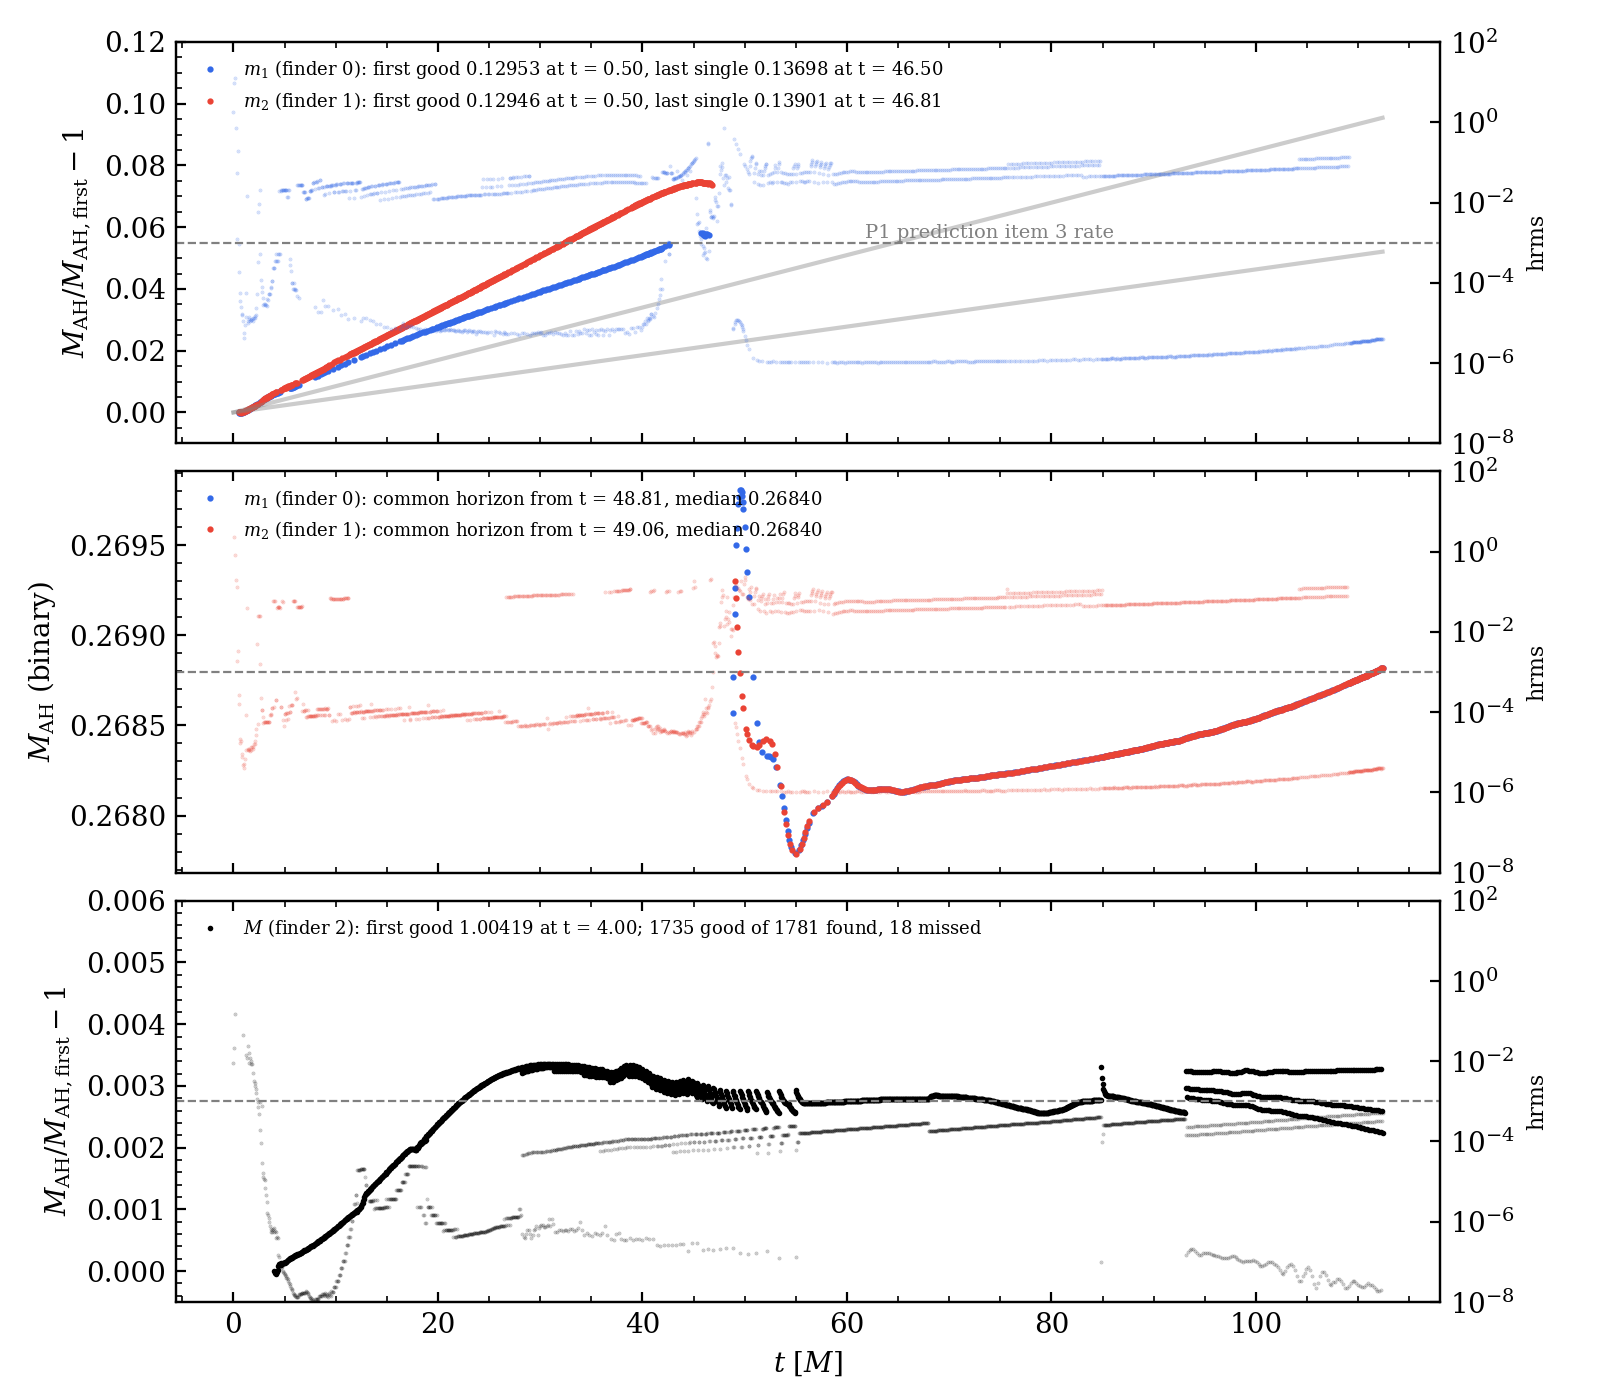 0.12
0.10
0.08
0.06
0.04
0.02
0.00
M_AH/M_AH, first − 1
m₁ (finder 0): first good 0.12953 at t = 0.50, last single 0.13698 at t = 46.50
m₂ (finder 1): first good 0.12946 at t = 0.50, last single 0.13901 at t = 46.81
P1 prediction item 3 rate
10²
10⁰
10⁻²
10⁻⁴
10⁻⁶
10⁻⁸
hrms
0.2695
0.2690
0.2685
0.2680
M_AH (binary)
m₁ (finder 0): common horizon from t = 48.81, median 0.26840
m₂ (finder 1): common horizon from t = 49.06, median 0.26840
10²
10⁰
10⁻²
10⁻⁴
10⁻⁶
10⁻⁸
hrms
0.006
0.005
0.004
0.003
0.002
0.001
0.000
M_AH/M_AH, first − 1
M (finder 2): first good 1.00419 at t = 4.00; 1735 good of 1781 found, 18 missed
10²
10⁰
10⁻²
10⁻⁴
10⁻⁶
10⁻⁸
hrms
0 20 40 60 80 100
t [M]